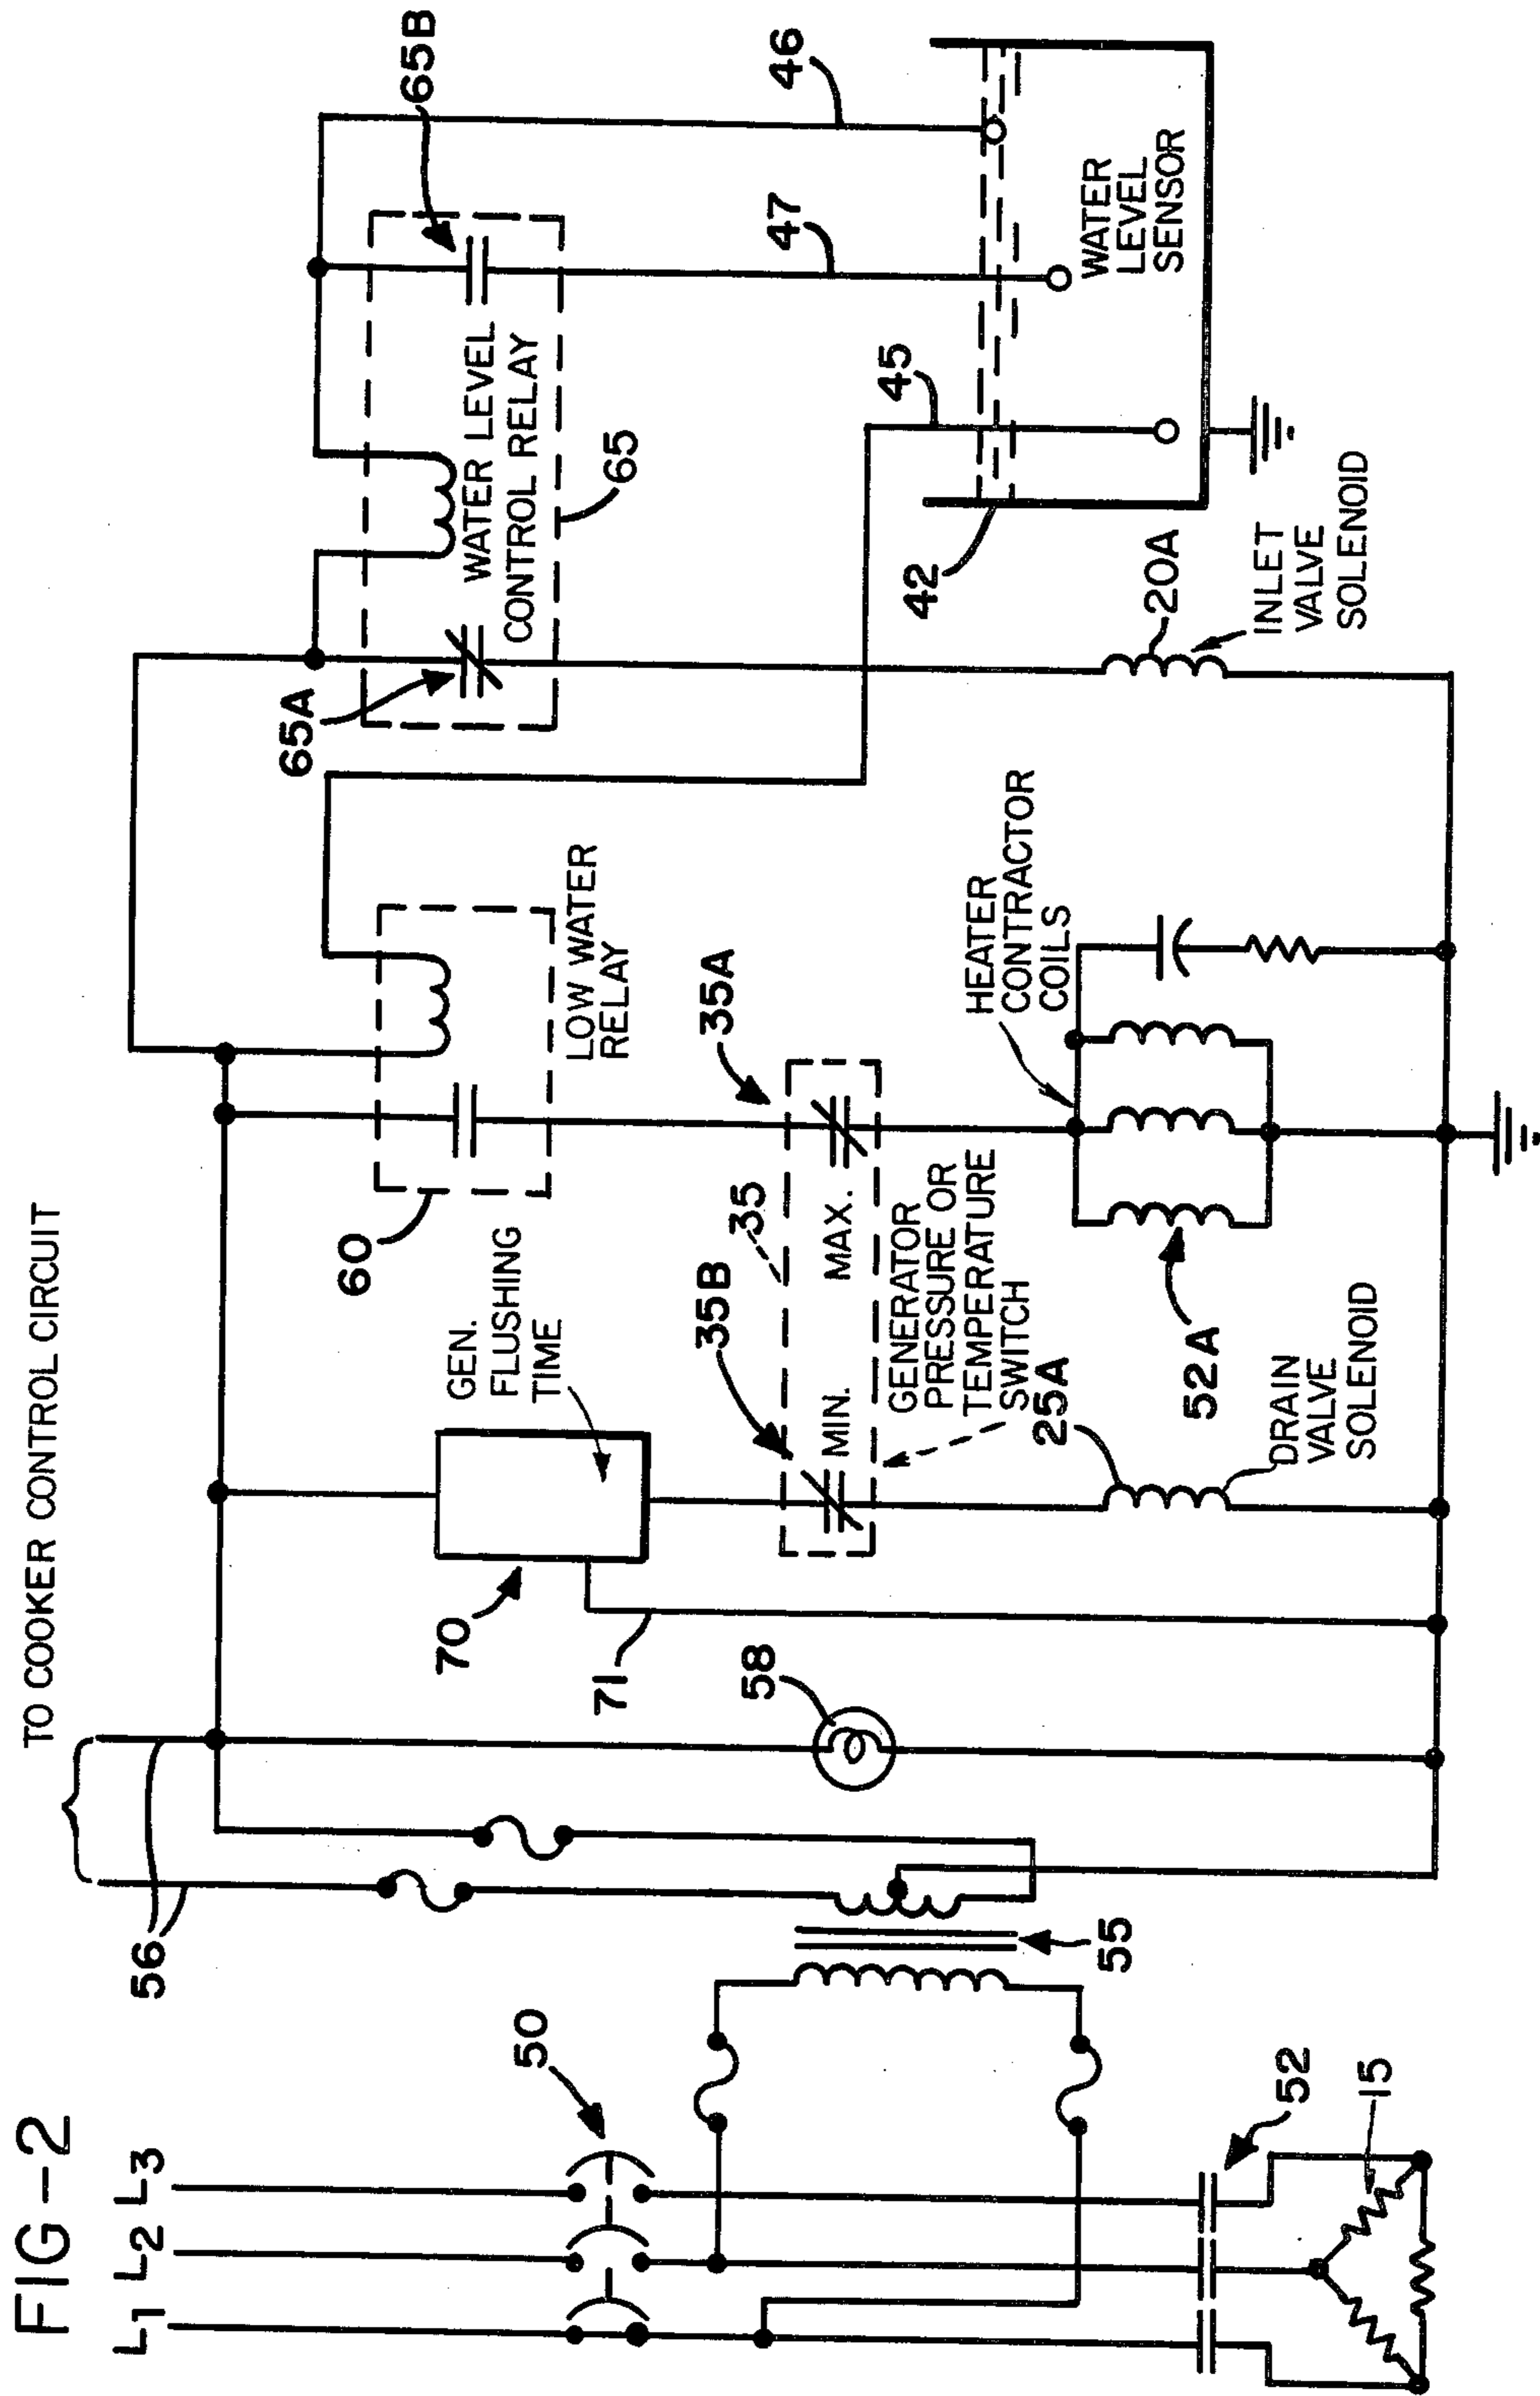 FIG-2
L1
L2
L3
50
52
15
55
56
TO COOKER CONTROL CIRCUIT
58
71
70
GEN.
FLUSHING
TIME
35B
35
35A
MIN.
MAX.
GENERATOR
PRESSURE OR
TEMPERATURE
SWITCH
25A
DRAIN
VALVE
SOLENOID
52A
HEATER
CONTRACTOR
COILS
60
LOW WATER
RELAY
65A
65B
WATER LEVEL
CONTROL RELAY
65
20A
INLET
VALVE
SOLENOID
42
45
47
46
WATER
LEVEL
SENSOR